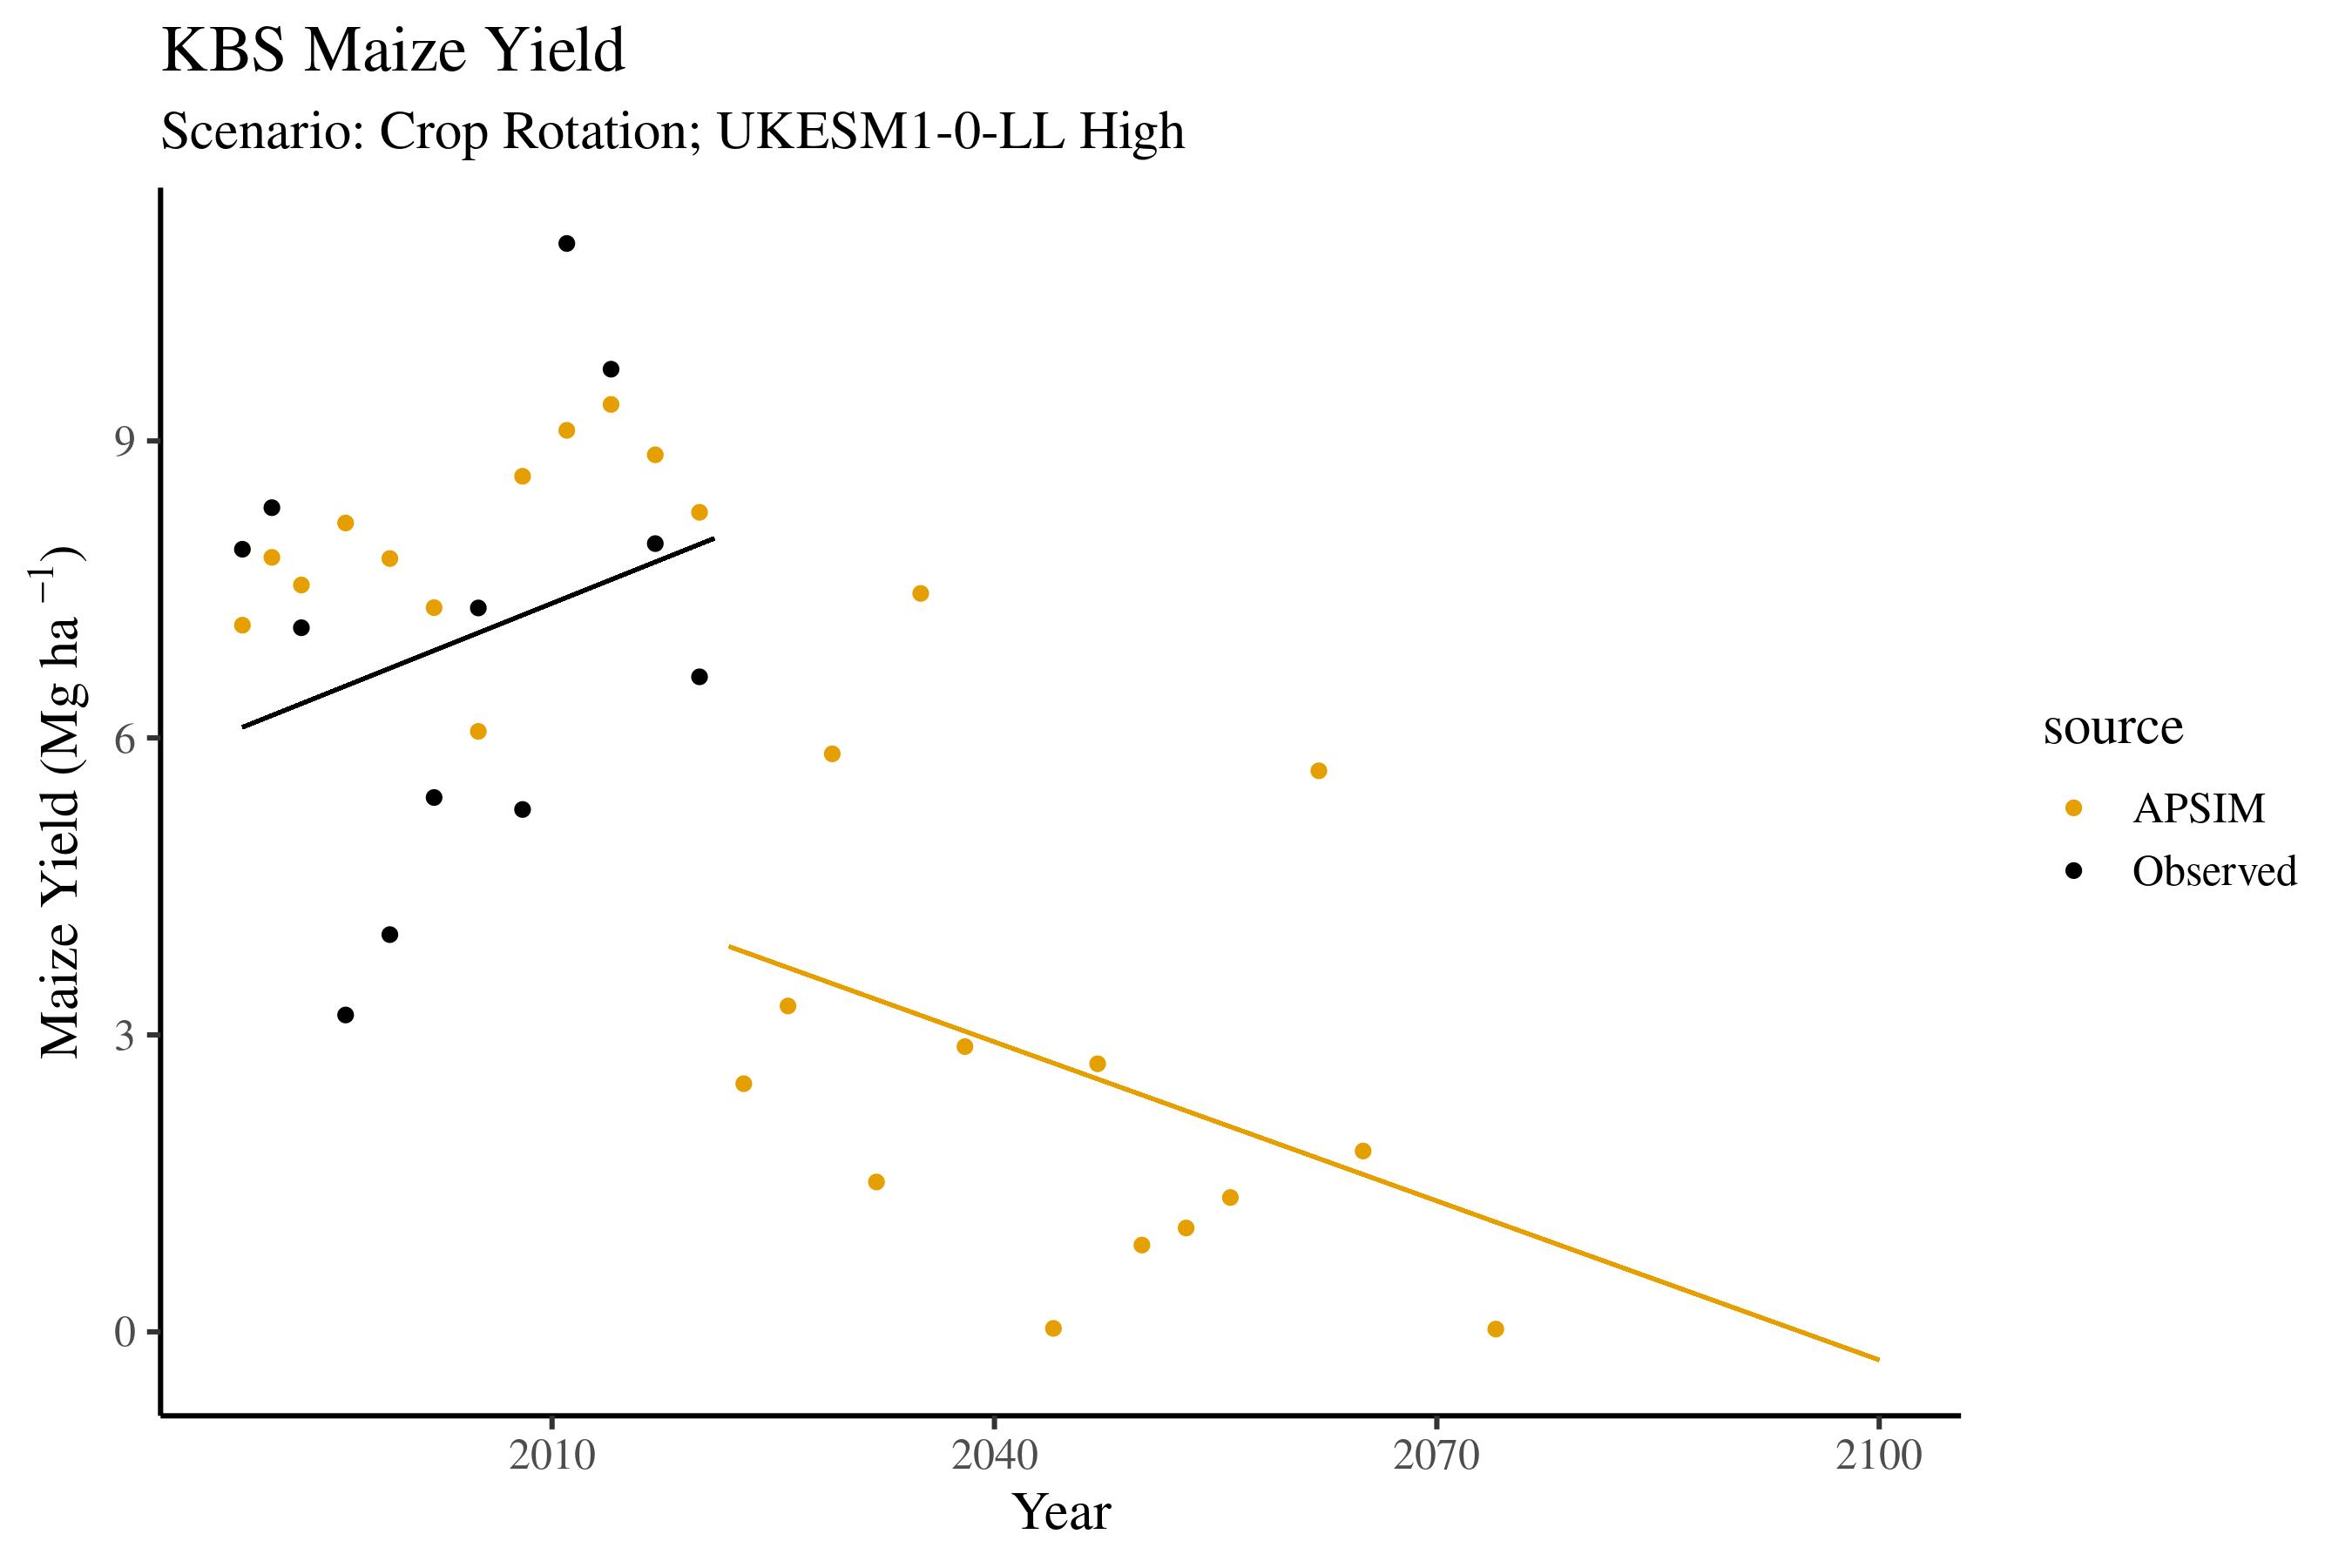 KBS Maize Yield
Scenario: Crop Rotation; UKESM1-0-LL High
Maize Yield (Mg ha −1)
9
6
3
0
2010
2040
2070
2100
Year
source
APSIM
Observed